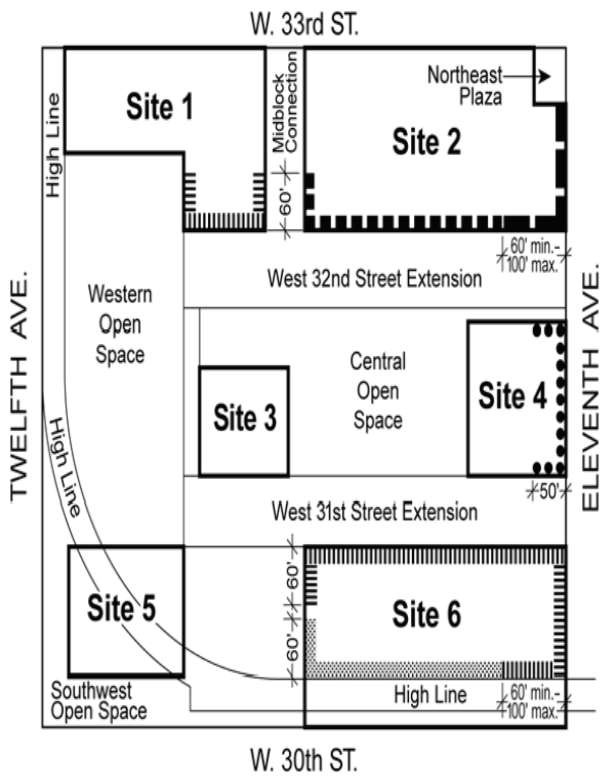 W. 33rd ST.
High Line
Site 1
Midblock
Connection
60'
Northeast
Plaza
Site 2
60' min.-
100' max.
West 32nd Street Extension
TWELFTH AVE.
Western
Open
Space
Central
Open
Space
Site 3
Site 4
ELEVENTH AVE.
High Line
50'
West 31st Street Extension
60'
60'
Site 5
Site 6
Southwest
Open Space
High Line
60' min.-
100' max.
W. 30th ST.